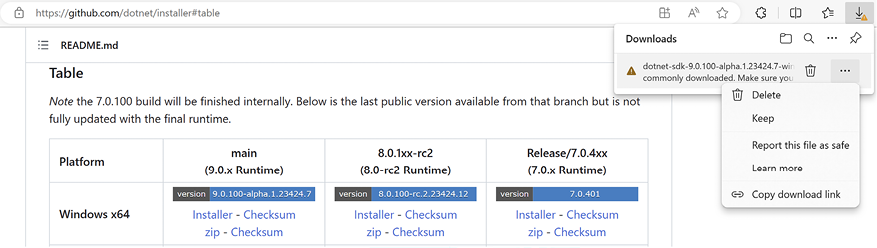 https://github.com/dotnet/installer#table
Downloads
dotnet-sdk-9.0.100-alpha.1.23424.7-win
commonly downloaded. Make sure you
Delete
Keep
Report this file as safe
Learn more
Copy download link
README.md
Table
Note the 7.0.100 build will be finished internally. Below is the last public version available from that branch but is not
fully updated with the final runtime.
Platform
main
(9.0.x Runtime)
8.0.1xx-rc2
(8.0-rc2 Runtime)
Release/7.0.4xx
(7.0.x Runtime)
Windows x64
version 9.0.100-alpha.1.23424.7
Installer - Checksum
zip - Checksum
version 8.0.100-rc.2.23424.12
Installer - Checksum
zip - Checksum
version 7.0.401
Installer - Checksum
zip - Checksum